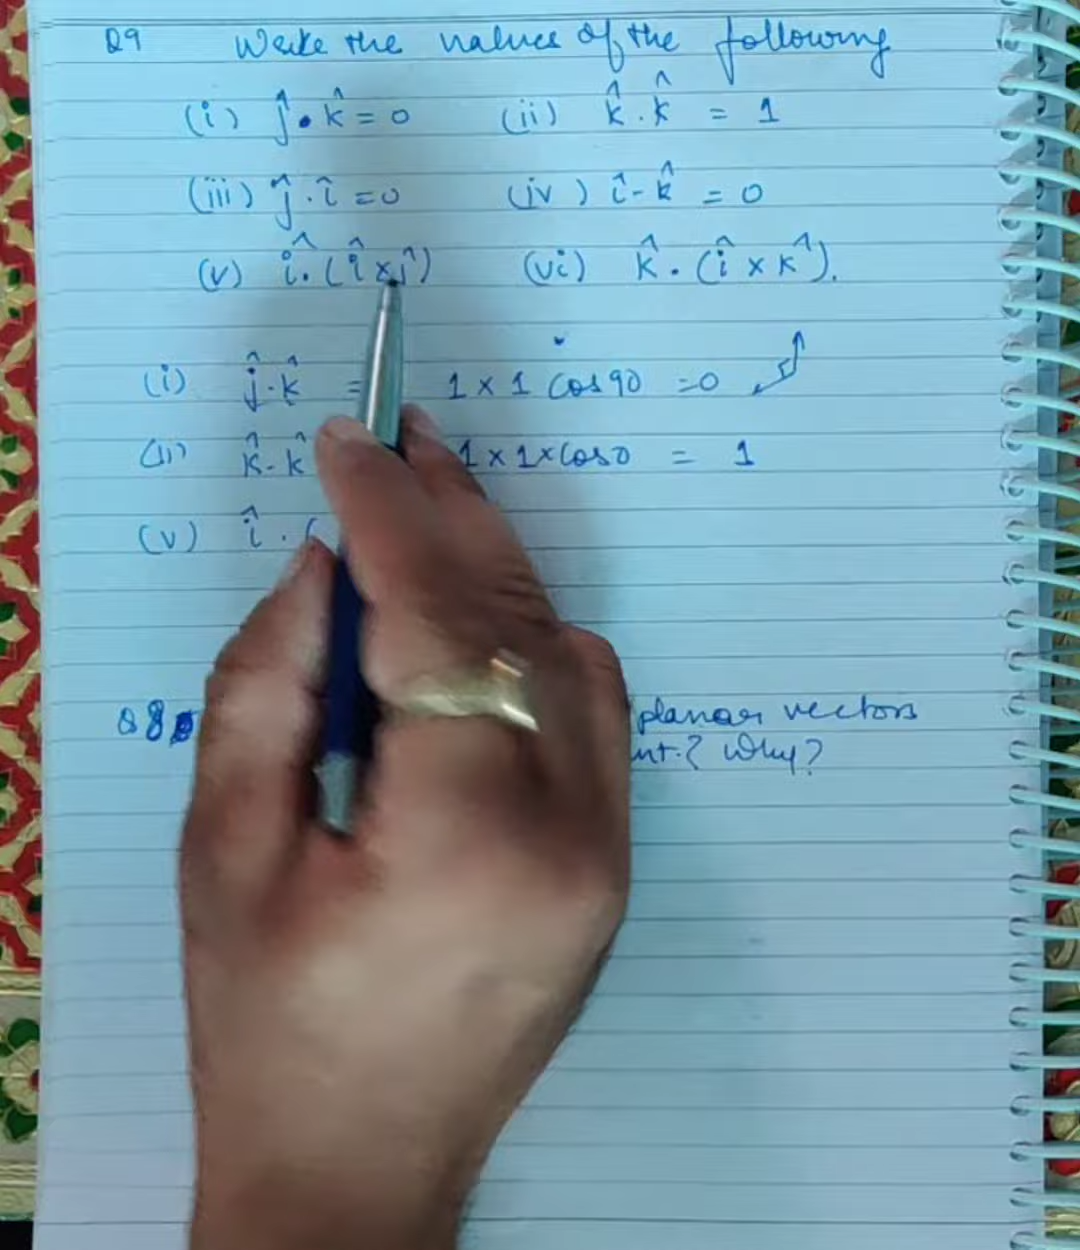 Q9 Write the values of the following
(i) ĵ • k̂ = 0 (ii) k̂ . k̂ = 1
(iii) ĵ . î = 0 (iv) î - k̂ = 0
(v) î . ( î x ĵ ) (vi) k̂ . ( î x k̂ ).
(i) ĵ . k̂ = 1 x 1 Cos 90 = 0
(ii) k̂ . k̂ 1 x 1 x Cos 0 = 1
(v) î . (
Q8 planar vectors
Why?